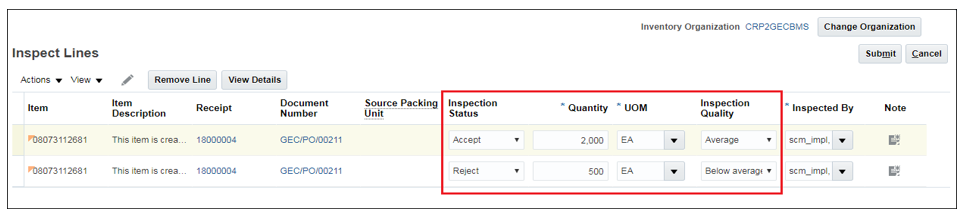 Inventory Organization CRP2GECBMS Change Organization
Inspect Lines Submit Cancel
Actions View Remove Line View Details
Item Item Description Receipt Document Number Source Packing Unit Inspection Status * Quantity * UOM Inspection Quality * Inspected By Note
08073112681 This item is crea... 18000004 GEC/PO/00211 Accept 2,000 EA Average scm_impl,
08073112681 This item is crea... 18000004 GEC/PO/00211 Reject 500 EA Below average scm_impl,